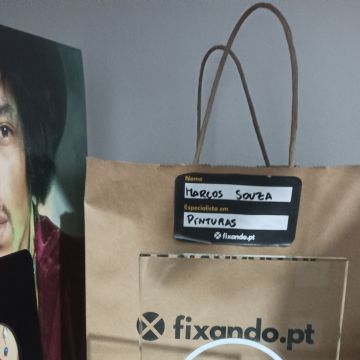 Nome
MARCOS SOUZA
Especialista em
PINTURAS
fixando.pt
fixando.pt